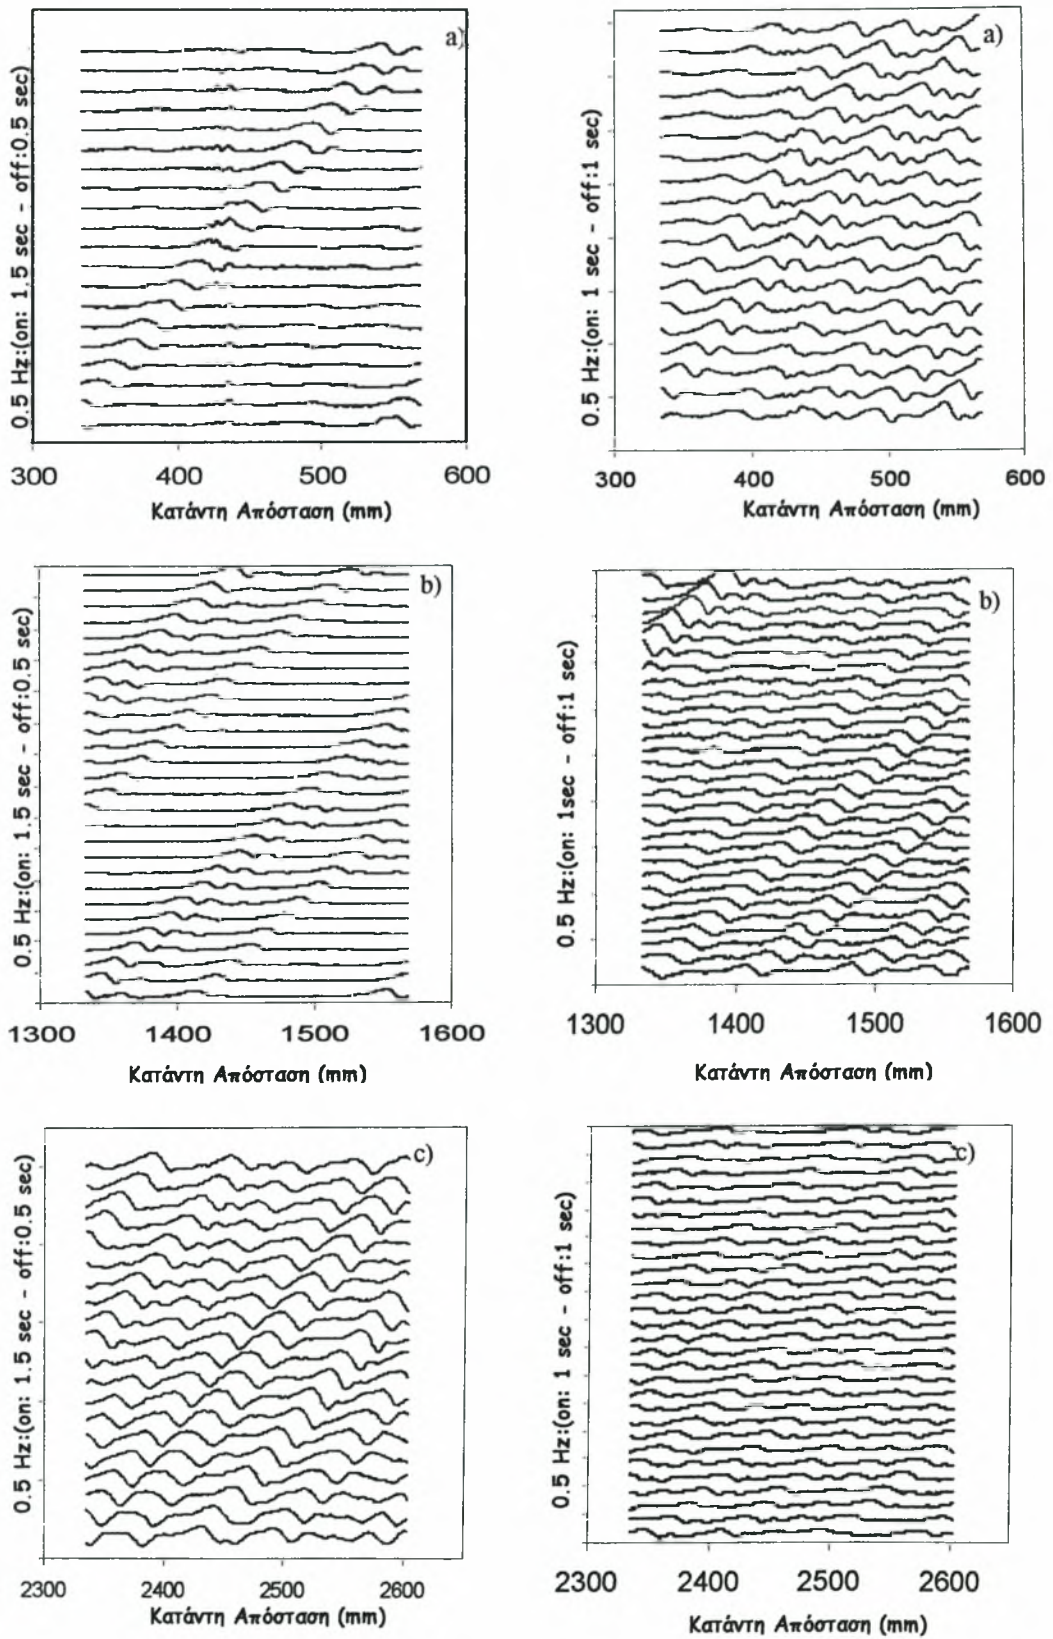 a)
0.5 Hz:(on: 1.5 sec - off:0.5 sec)
300 400 500 600
Κατάντη Απόσταση (mm)
a)
0.5 Hz:(on: 1 sec - off:1 sec)
300 400 500 600
Κατάντη Απόσταση (mm)
b)
0.5 Hz:(on: 1.5 sec - off:0.5 sec)
1300 1400 1500 1600
Κατάντη Απόσταση (mm)
b)
0.5 Hz:(on: 1sec - off:1 sec)
1300 1400 1500 1600
Κατάντη Απόσταση (mm)
c)
0.5 Hz:(on: 1.5 sec - off:0.5 sec)
2300 2400 2500 2600
Κατάντη Απόσταση (mm)
c)
0.5 Hz:(on: 1 sec - off:1 sec)
2300 2400 2500 2600
Κατάντη Απόσταση (mm)